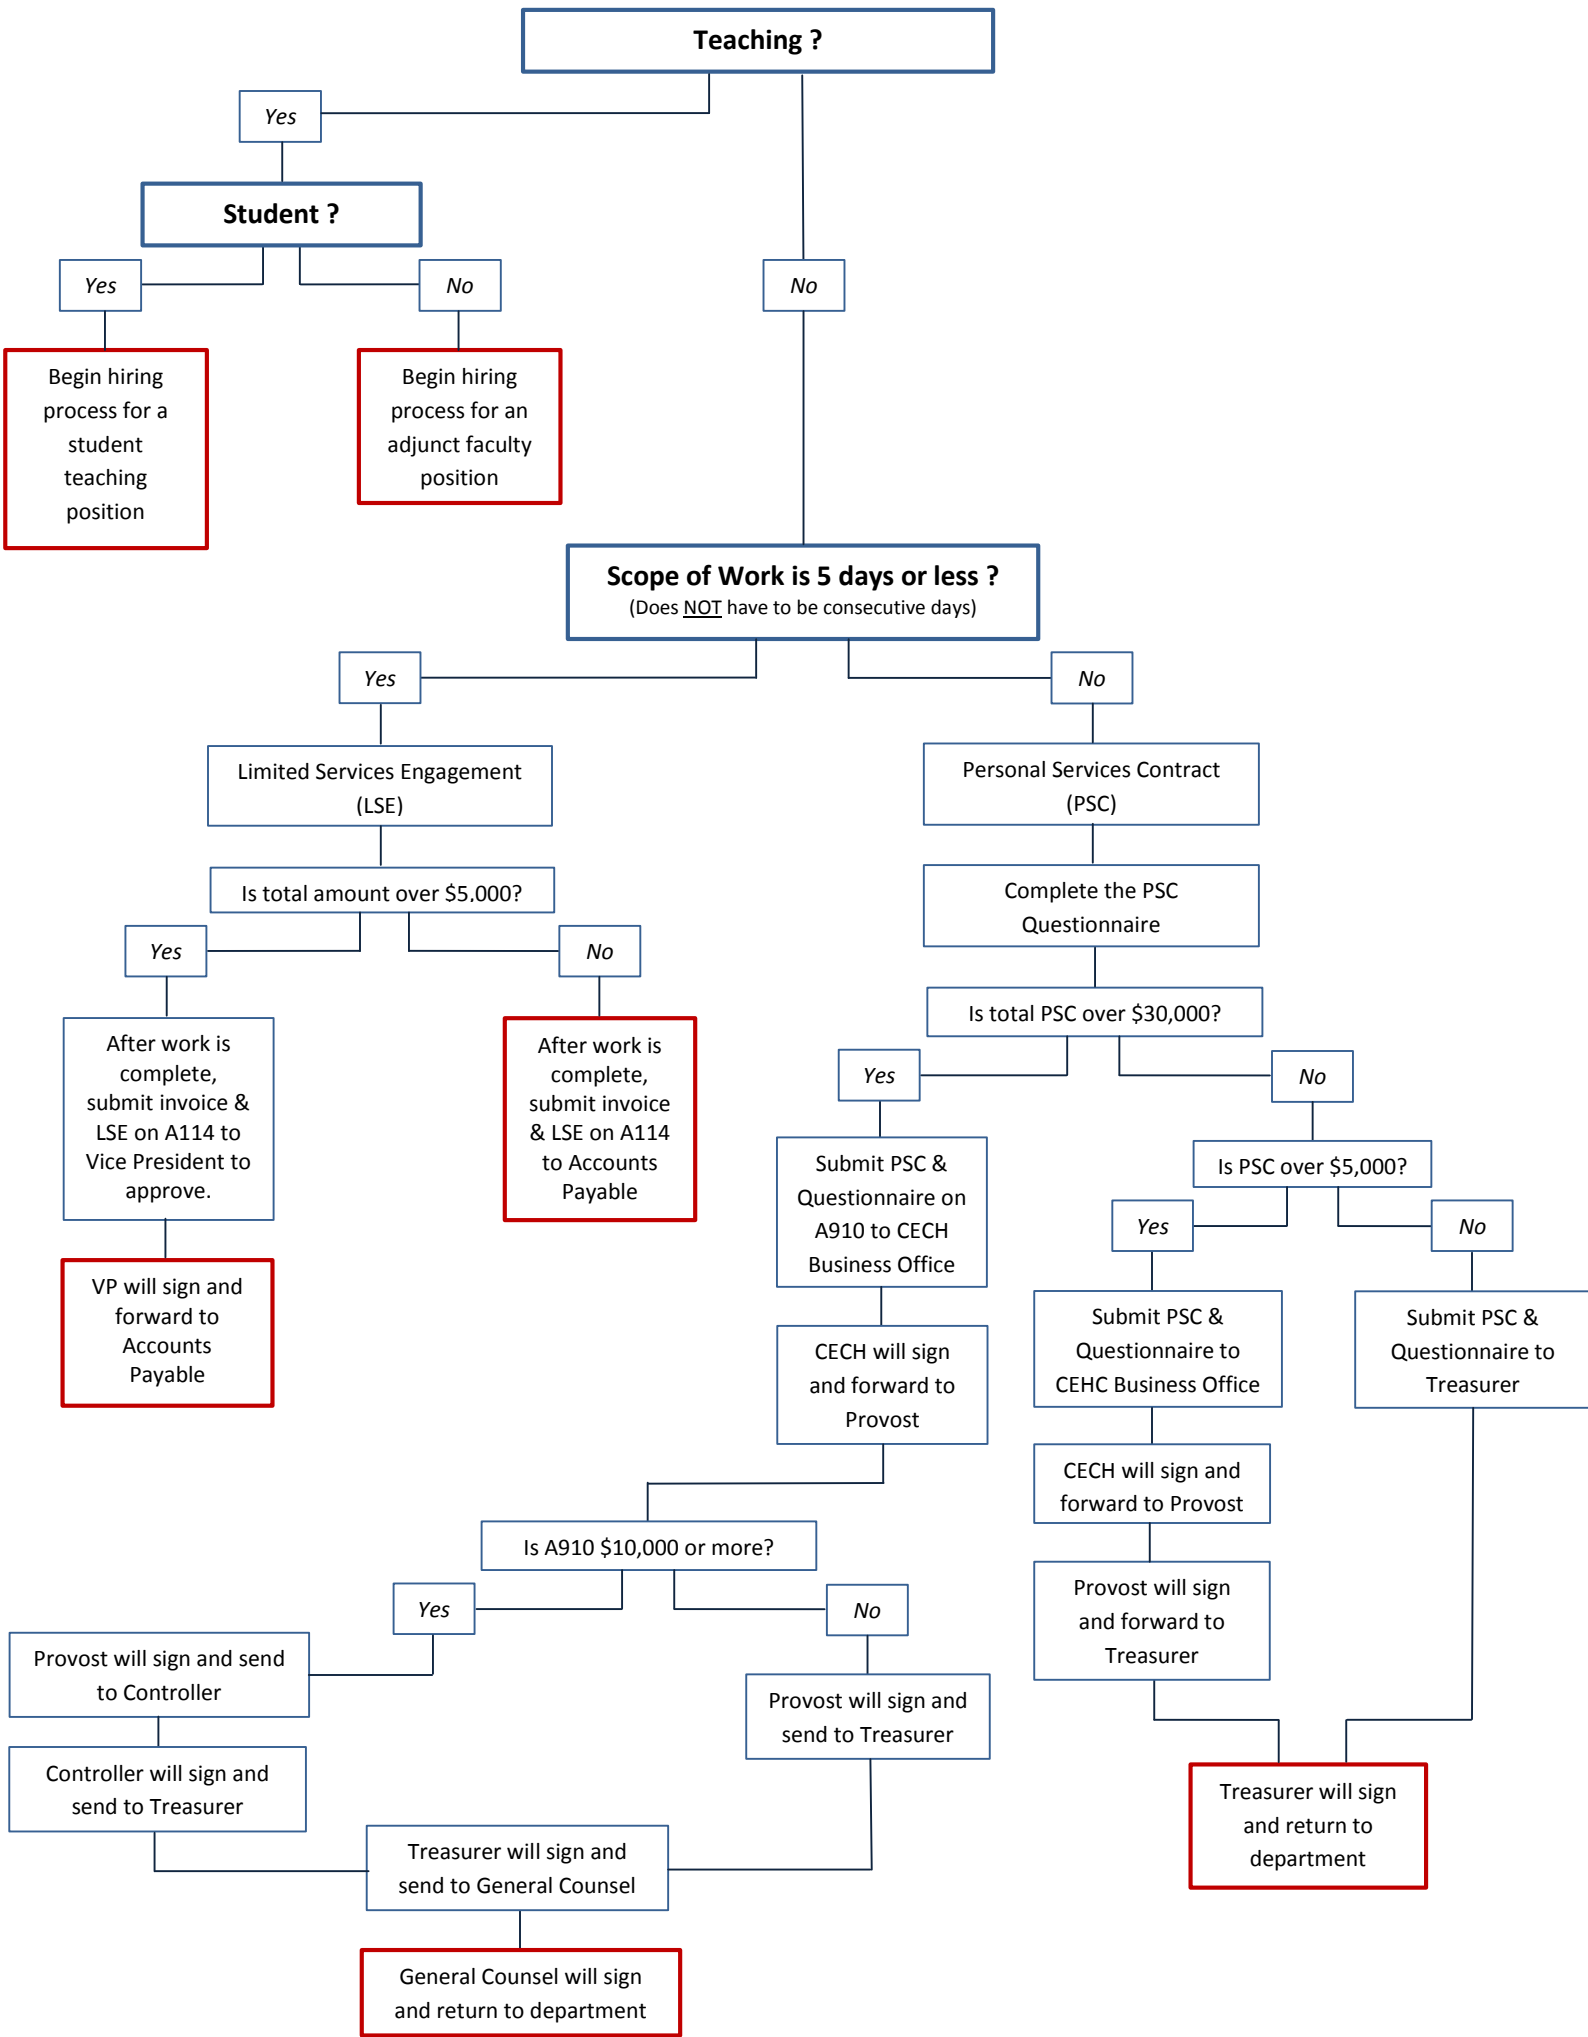 Teaching ?
Yes
Student ?
Yes
No
No
Begin hiring
process for a
student
teaching
position
Begin hiring
process for an
adjunct faculty
position
Scope of Work is 5 days or less ?
(Does NOT have to be consecutive days)
Yes
No
Limited Services Engagement
(LSE)
Personal Services Contract
(PSC)
Is total amount over $5,000?
Complete the PSC
Questionnaire
Yes
No
Is total PSC over $30,000?
After work is
complete,
submit invoice &
LSE on A114 to
Vice President to
approve.
After work is
complete,
submit invoice
& LSE on A114
to Accounts
Payable
Yes
No
Submit PSC &
Questionnaire on
A910 to CECH
Business Office
Is PSC over $5,000?
Yes
No
VP will sign and
forward to
Accounts
Payable
CECH will sign
and forward to
Provost
Submit PSC &
Questionnaire to
CEHC Business Office
Submit PSC &
Questionnaire to
Treasurer
CECH will sign and
forward to Provost
Is A910 $10,000 or more?
Yes
No
Provost will sign
and forward to
Treasurer
Provost will sign and send
to Controller
Provost will sign and
send to Treasurer
Controller will sign and
send to Treasurer
Treasurer will sign
and return to
department
Treasurer will sign and
send to General Counsel
General Counsel will sign
and return to department